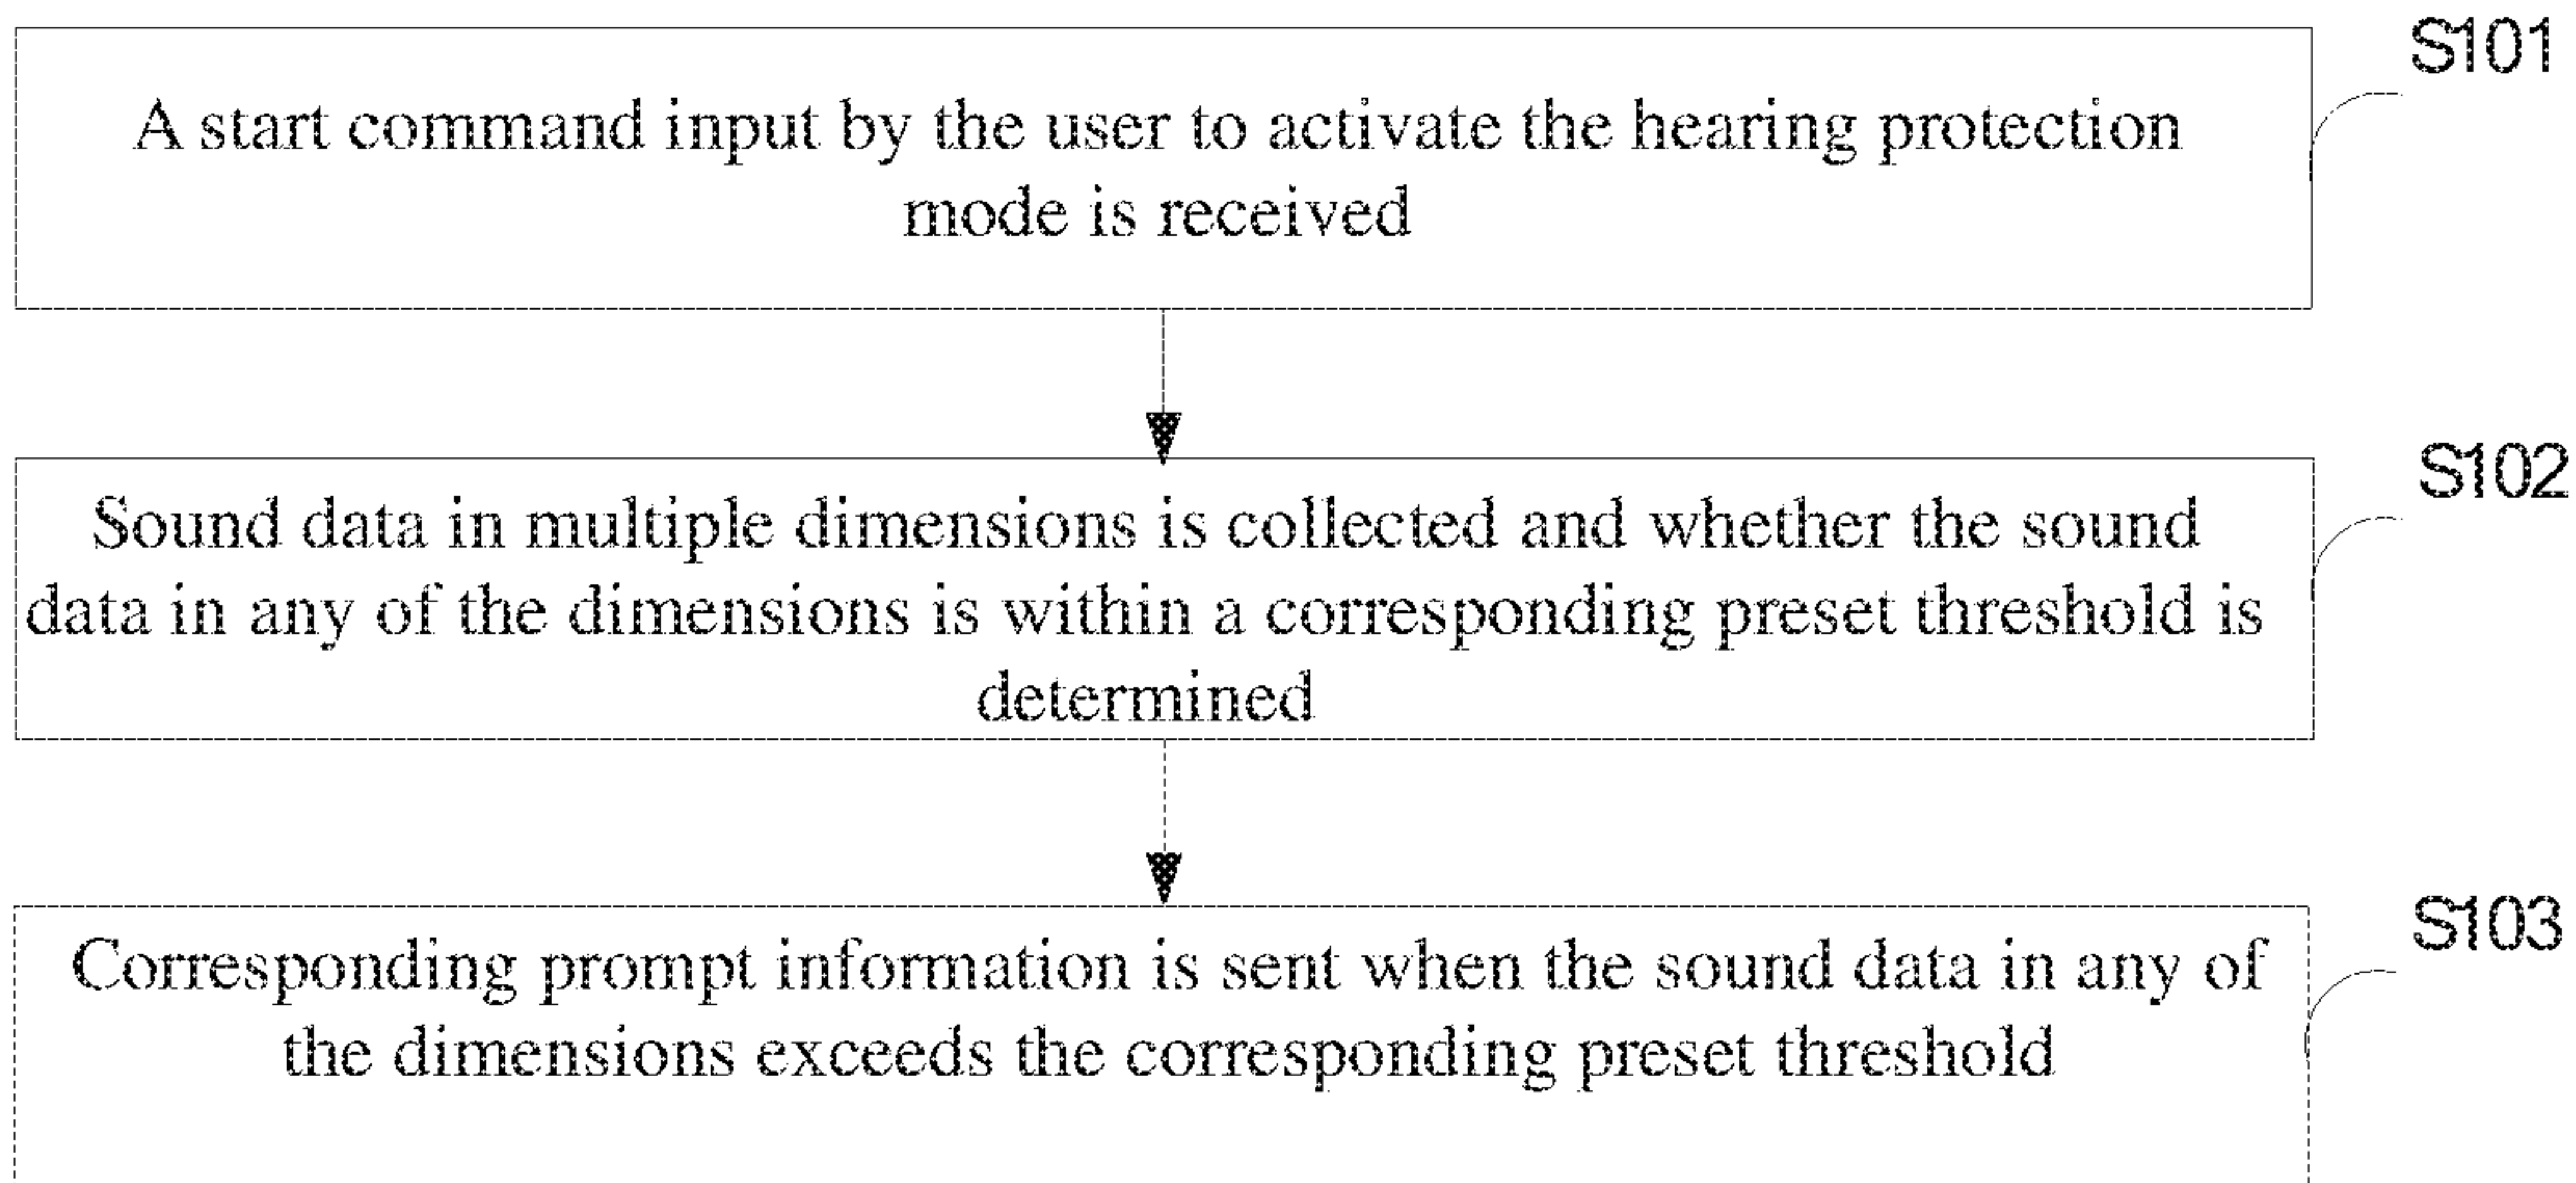 S101
A start command input by the user to activate the hearing protection
mode is received
S102
Sound data in multiple dimensions is collected and whether the sound
data in any of the dimensions is within a corresponding preset threshold is
determined
S103
Corresponding prompt information is sent when the sound data in any of
the dimensions exceeds the corresponding preset threshold